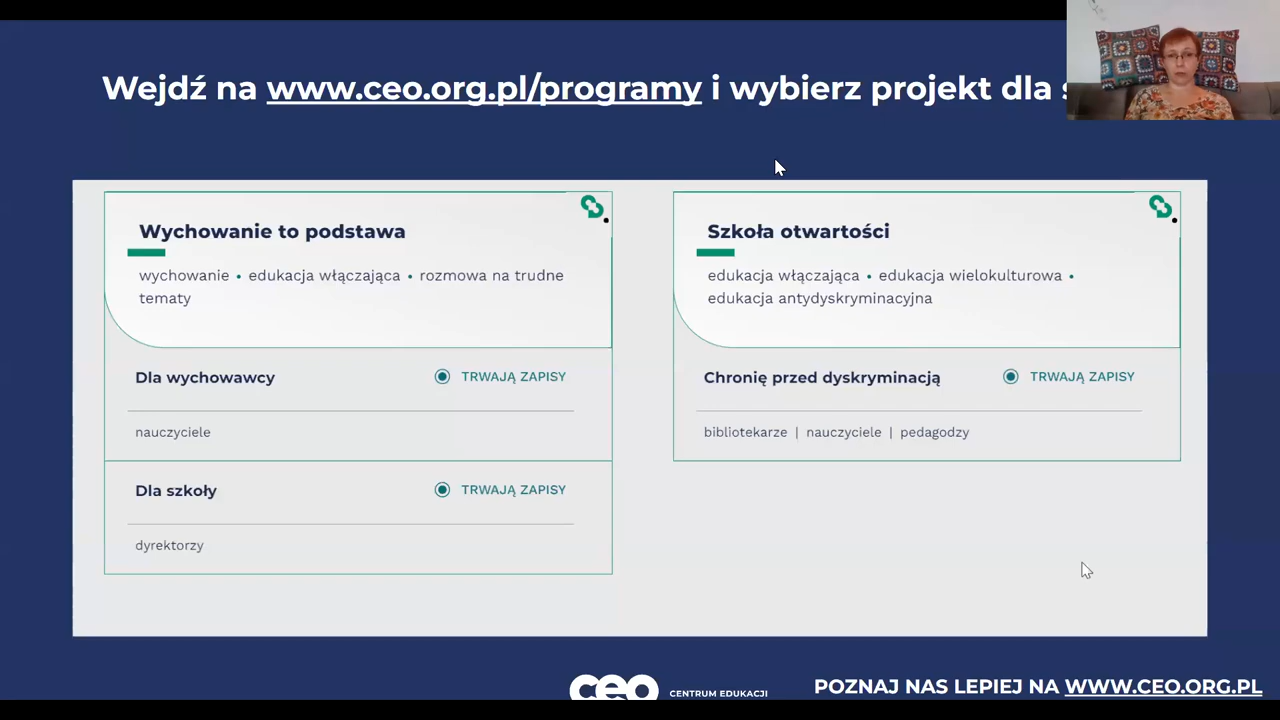 Wejdź na www.ceo.org.pl/programy i wybierz projekt dla
Wychowanie to podstawa
wychowanie • edukacja włączająca • rozmowa na trudne
tematy
Dla wychowawcy
TRWAJĄ ZAPISY
nauczyciele
Dla szkoły
TRWAJĄ ZAPISY
dyrektorzy
Szkoła otwartości
edukacja włączająca • edukacja wielokulturowa •
edukacja antydyskryminacyjna
Chronię przed dyskryminacją
TRWAJĄ ZAPISY
bibliotekarze | nauczyciele | pedagodzy
ceo CENTRUM EDUKACJI
POZNAJ NAS LEPIEJ NA WWW.CEO.ORG.PL